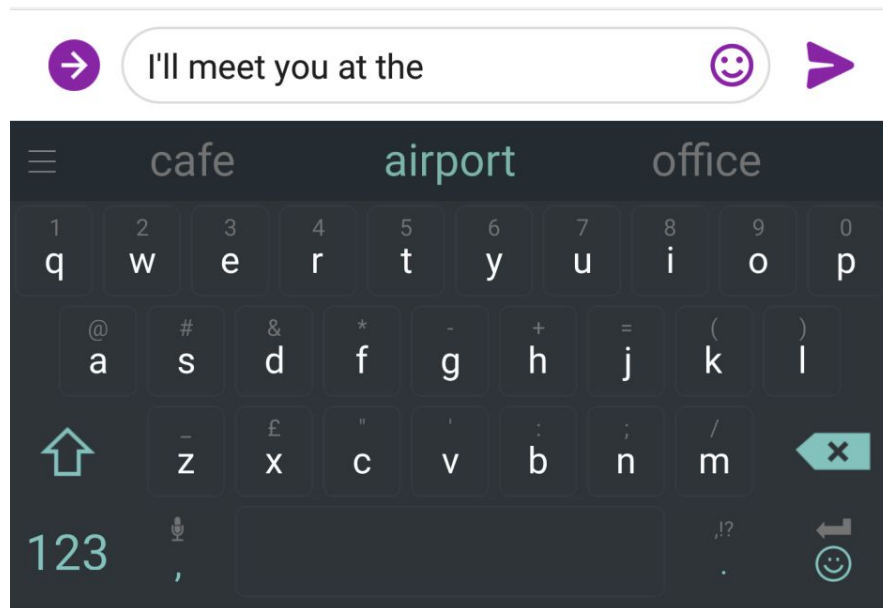 I'll meet you at the
cafe airport office
1 2 3 4 5 6 7 8 9 0
q w e r t y u i o p
@ # & * - + = ( )
a s d f g h j k l
_ £ " ' : ; /
z x c v b n m
,!?
123 , .